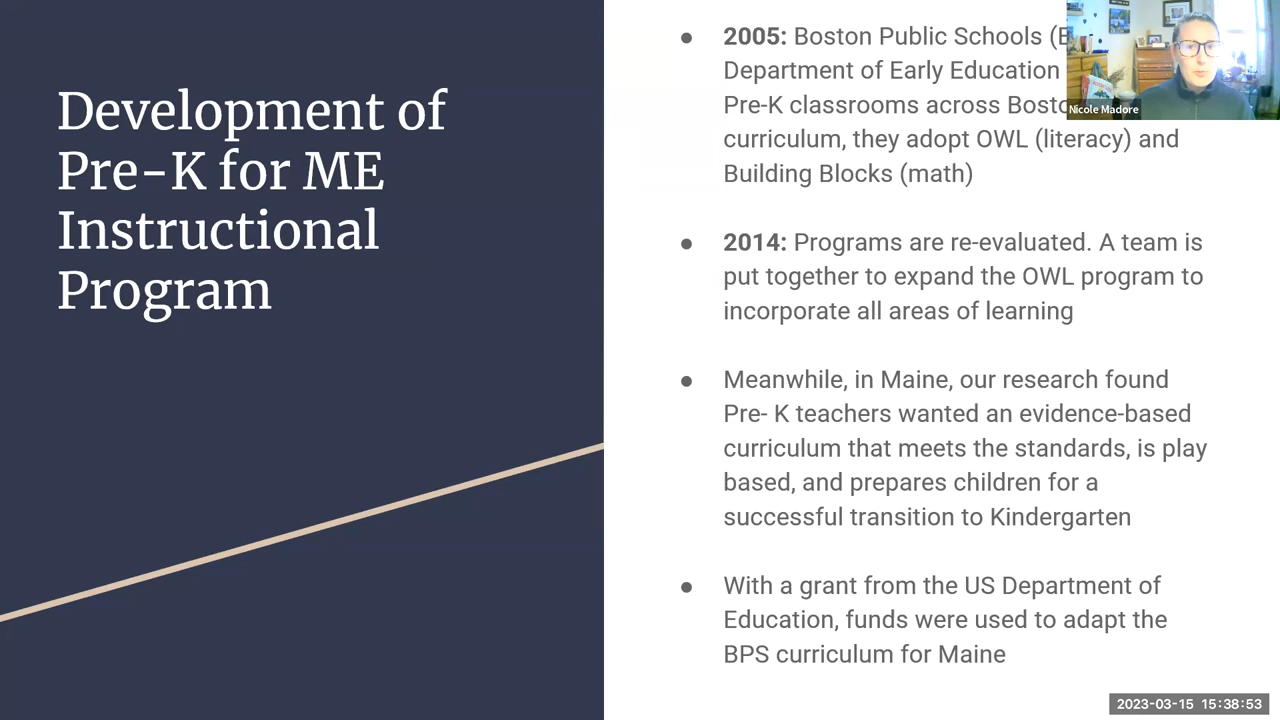 Development of
Pre-K for ME
Instructional
Program
● 2005: Boston Public Schools (
Department of Early Education
Pre-K classrooms across
curriculum, they adopt OWL (literacy) and
Building Blocks (math)
● 2014: Programs are re-evaluated. A team is
put together to expand the OWL program to
incorporate all areas of learning
● Meanwhile, in Maine, our research found
Pre- K teachers wanted an evidence-based
curriculum that meets the standards, is play
based, and prepares children for a
successful transition to Kindergarten
● With a grant from the US Department of
Education, funds were used to adapt the
BPS curriculum for Maine
Nicole Madore
2023-03-15 15:38:53